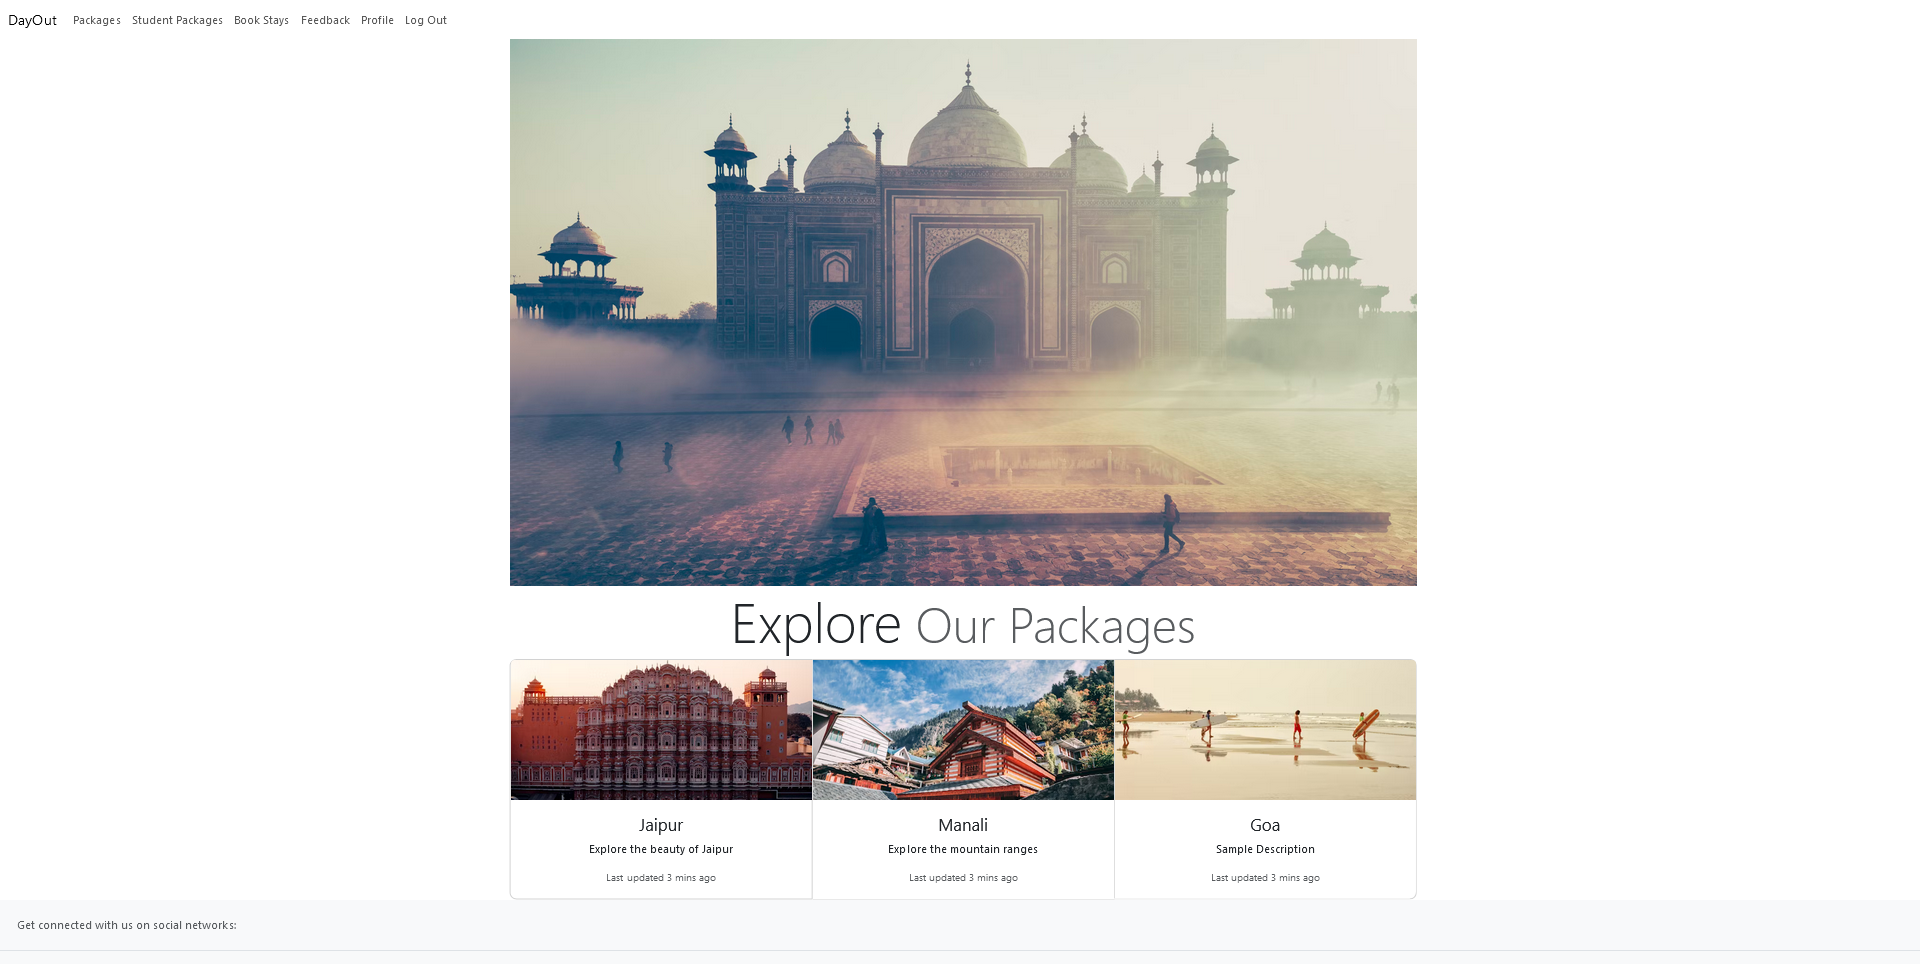 DayOut Packages Student Packages Book Stays Feedback Profile Log Out
Explore Our Packages
Jaipur
Explore the beauty of Jaipur
Last updated 3 mins ago
Manali
Explore the mountain ranges
Last updated 3 mins ago
Goa
Sample Description
Last updated 3 mins ago
Get connected with us on social networks: